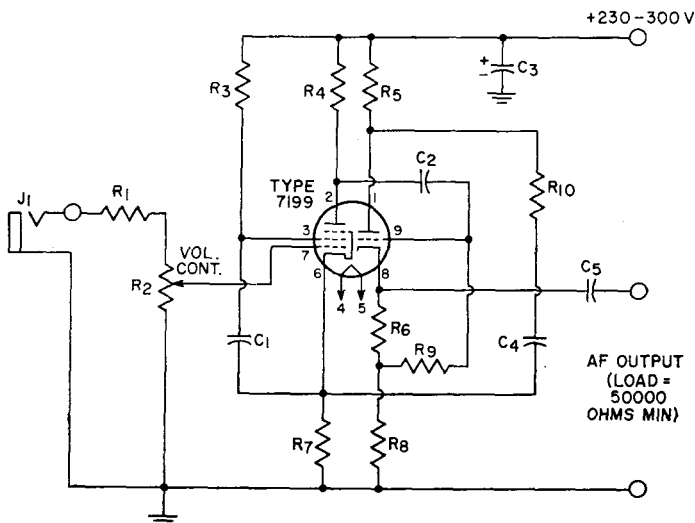 +230-300 V
R3
R4
R5
+
-
C3
C2
R10
TYPE
7199
2
1
J1
R1
3
9
7
VOL.
CONT.
6
8
R2
4
5
C5
C1
R6
R9
C4
AF OUTPUT
(LOAD =
50000
OHMS MIN)
R7
R8